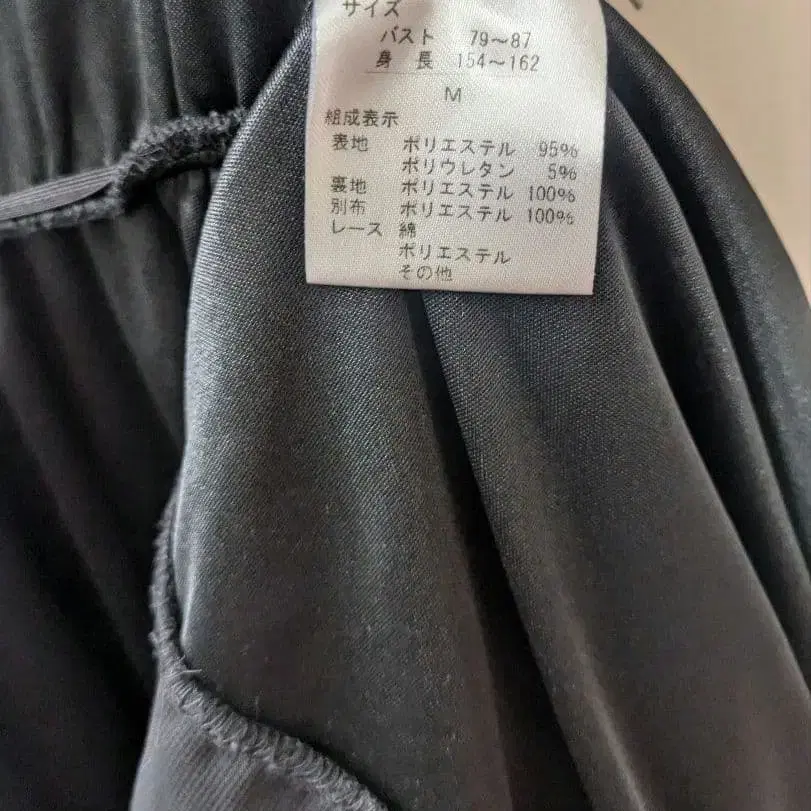 サイズ
バスト 79～87
身長 154～162
M
組成表示
表地 ポリエステル 95%
ポリウレタン 5%
裏地 ポリエステル 100%
別布 ポリエステル 100%
レース 綿
ポリエステル
その他